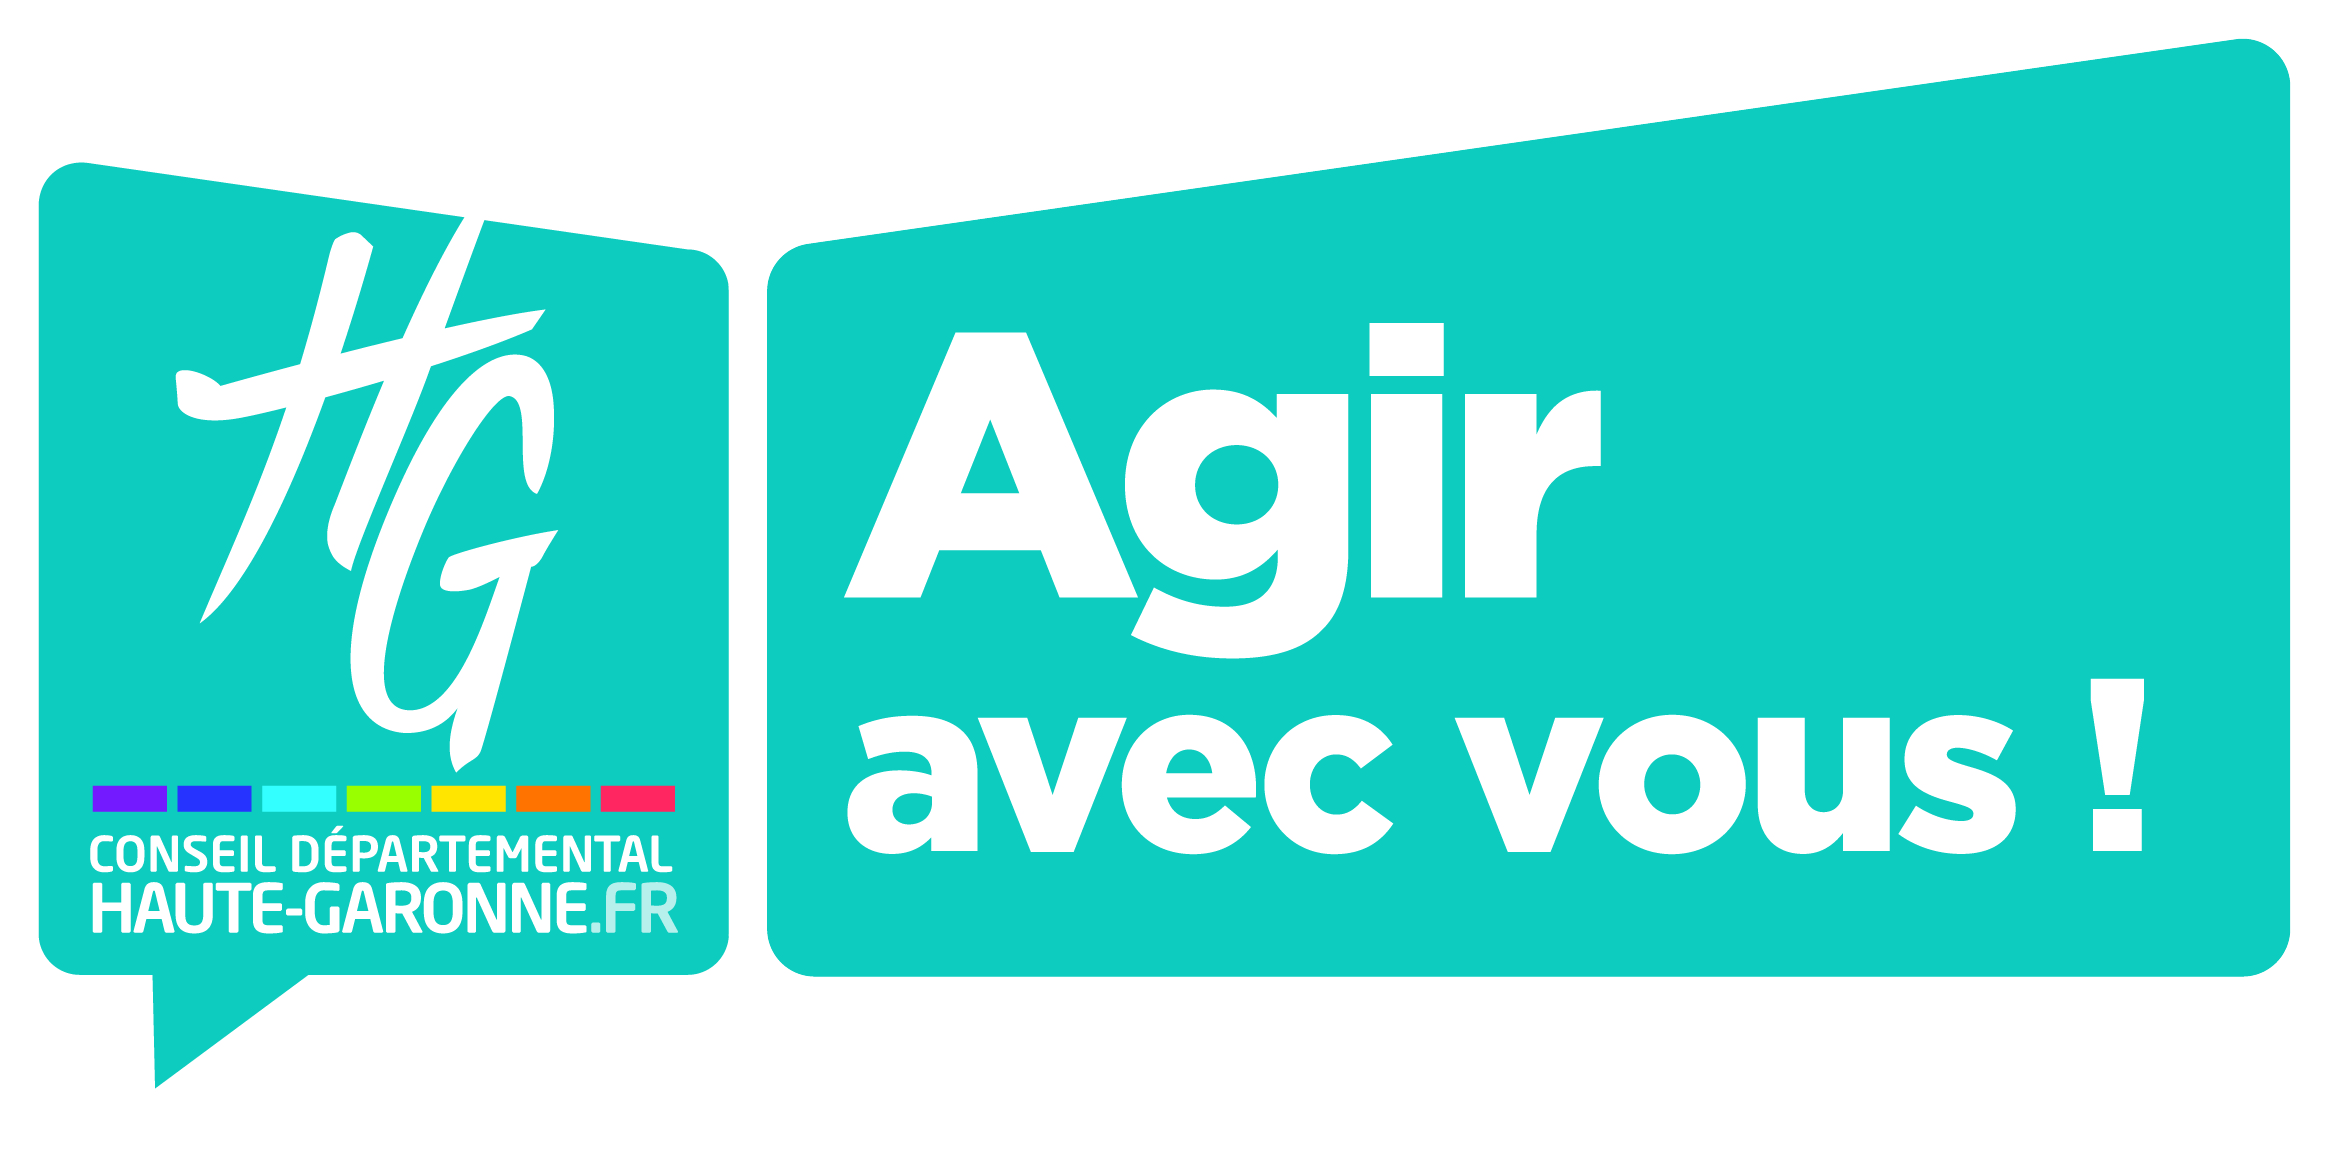 HG
CONSEIL DÉPARTEMENTAL
HAUTE-GARONNE.FR
Agir
avec vous !